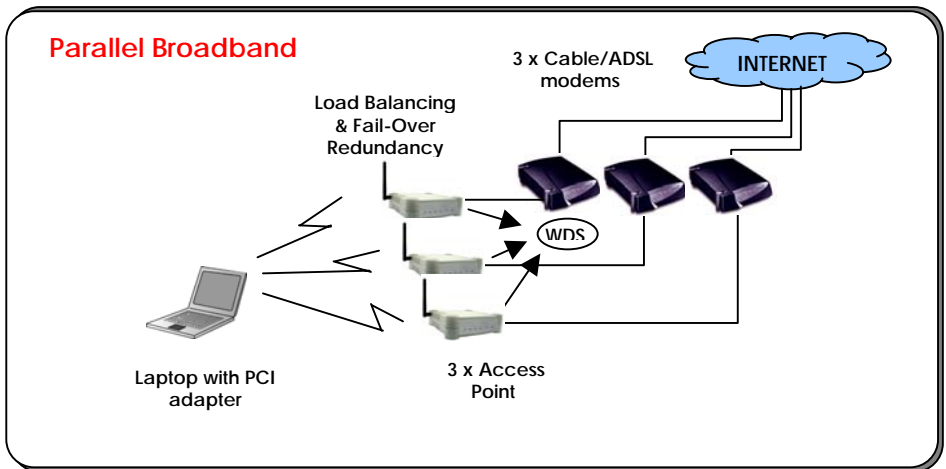 Parallel Broadband
3 x Cable/ADSL
modems
INTERNET
Load Balancing
& Fail-Over
Redundancy
WDS
Laptop with PCI
adapter
3 x Access
Point